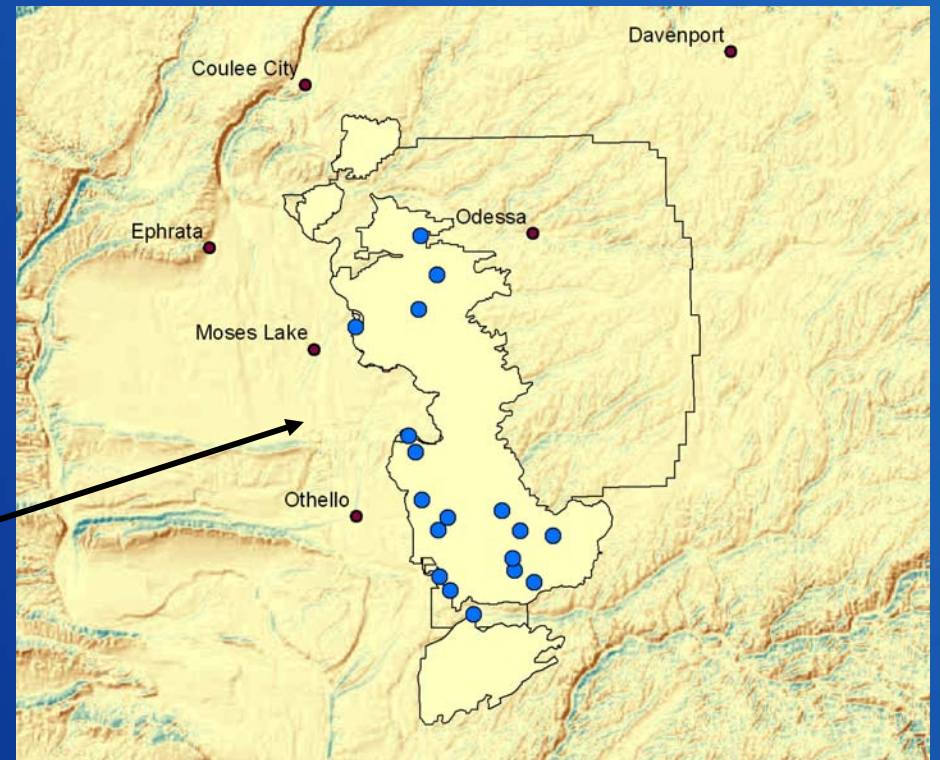 Davenport
Coulee City
Odessa
Ephrata
Moses Lake
Othello